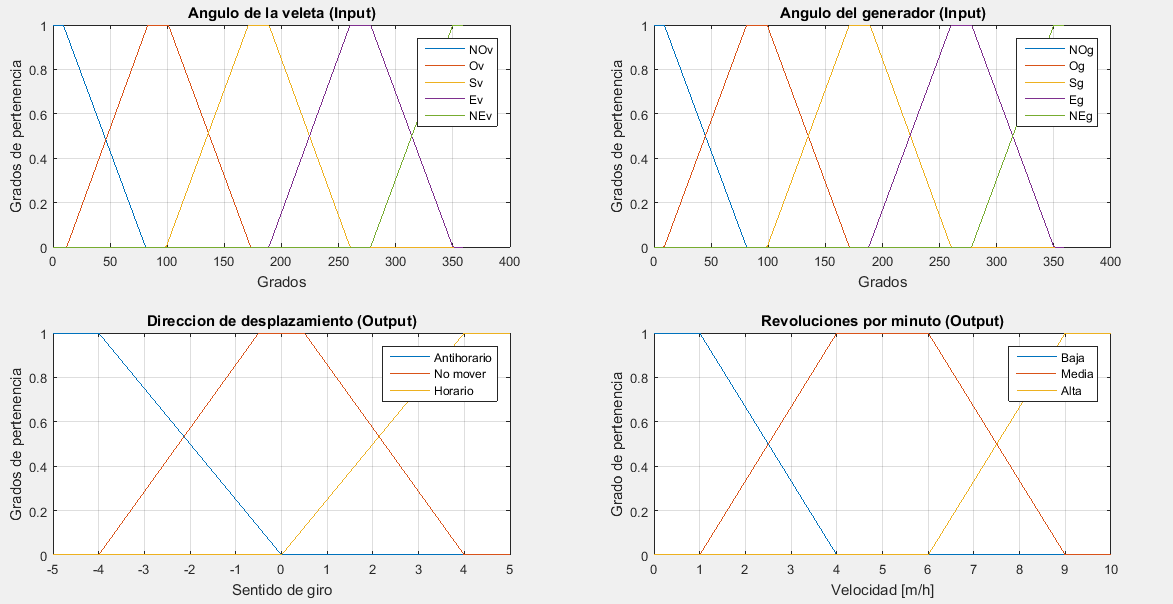 Angulo de la veleta (Input)
Grados de pertenencia
1
0.8
0.6
0.4
0.2
0
0 50 100 150 200 250 300 350 400
Grados
NOv
Ov
Sv
Ev
NEv
Angulo del generador (Input)
Grados de pertenencia
1
0.8
0.6
0.4
0.2
0
0 50 100 150 200 250 300 350 400
Grados
NOg
Og
Sg
Eg
NEg
Direccion de desplazamiento (Output)
Grados de pertenencia
1
0.8
0.6
0.4
0.2
0
-5 -4 -3 -2 -1 0 1 2 3 4 5
Sentido de giro
Antihorario
No mover
Horario
Revoluciones por minuto (Output)
Grado de pertenencia
1
0.8
0.6
0.4
0.2
0
0 1 2 3 4 5 6 7 8 9 10
Velocidad [m/h]
Baja
Media
Alta